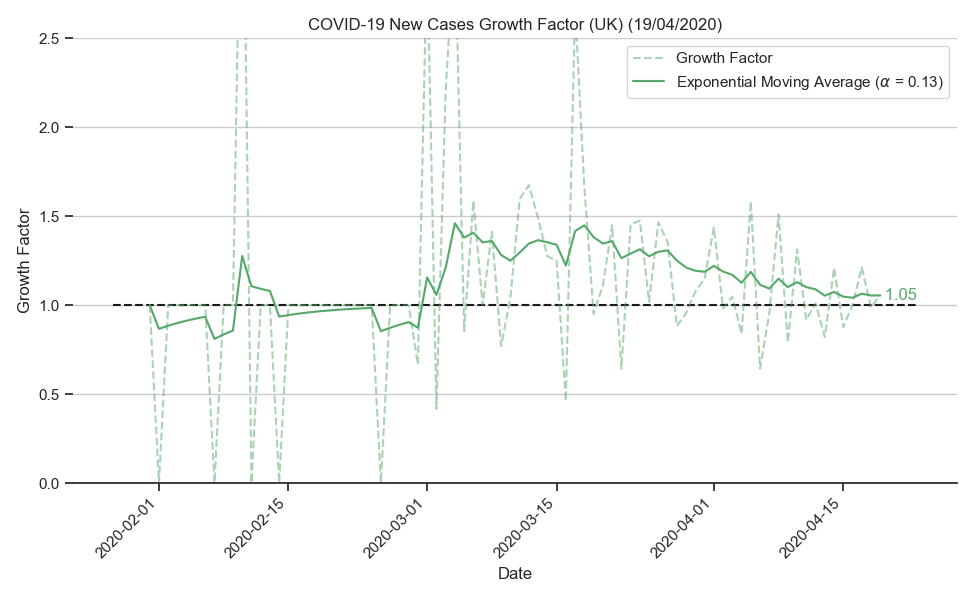 COVID-19 New Cases Growth Factor (UK) (19/04/2020)
Growth Factor
Exponential Moving Average (α = 0.13)
Growth Factor
2.5
2.0
1.5
1.0
0.5
0.0
1.05
2020-02-01
2020-02-15
2020-03-01
2020-03-15
2020-04-01
2020-04-15
Date